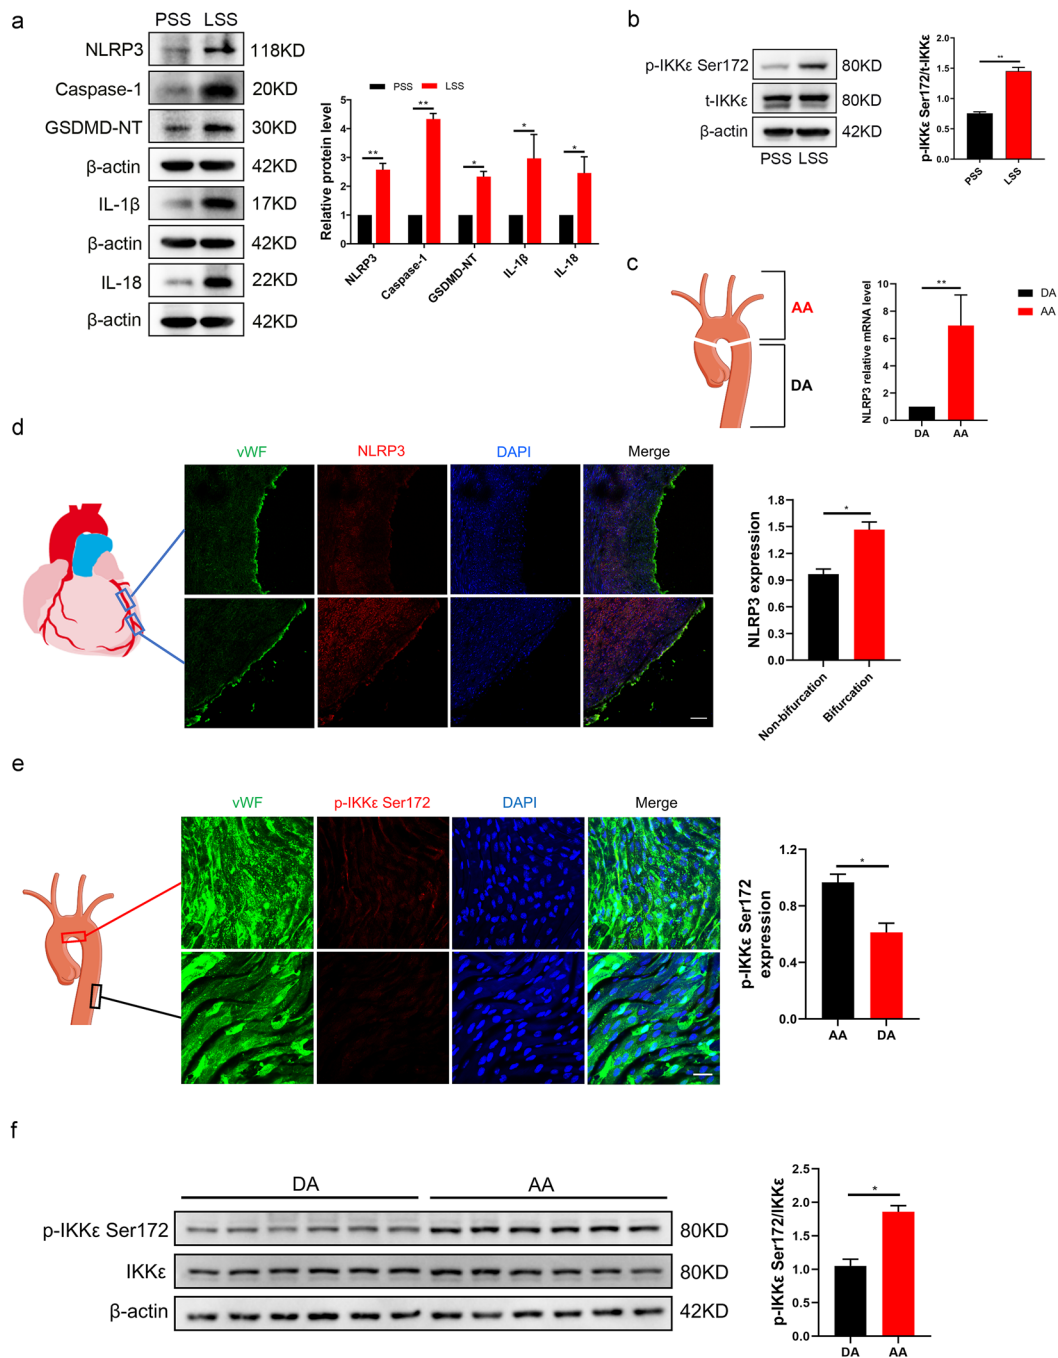 a
PSS LSS
NLRP3 118KD
Caspase-1 20KD
GSDMD-NT 30KD
β-actin 42KD
IL-1β 17KD
β-actin 42KD
IL-18 22KD
β-actin 42KD
PSS LSS
Relative protein level
5
4
3
2
1
0
** ** * * *
NLRP3 Caspase-1 GSDMD-NT IL-1β IL-18
b
p-IKKε Ser172 80KD
t-IKKε 80KD
β-actin 42KD
PSS LSS
p-IKKε Ser172/t-IKKε
2.0
1.5
1.0
0.5
0.0
**
PSS LSS
c
AA
DA
NLRP3 relative mRNA level
10
8
6
4
2
0
**
DA AA
DA
AA
d
vWF NLRP3 DAPI Merge
NLRP3 expression
1.8
1.5
1.2
0.9
0.6
0.3
0.0
*
Non-bifurcation Bifurcation
e
vWF p-IKKε Ser172 DAPI Merge
p-IKKε Ser172
expression
1.2
0.8
0.4
0.0
*
AA DA
f
DA AA
p-IKKε Ser172 80KD
IKKε 80KD
β-actin 42KD
p-IKKε Ser172/IKKε
2.5
2.0
1.5
1.0
0.5
0.0
*
DA AA